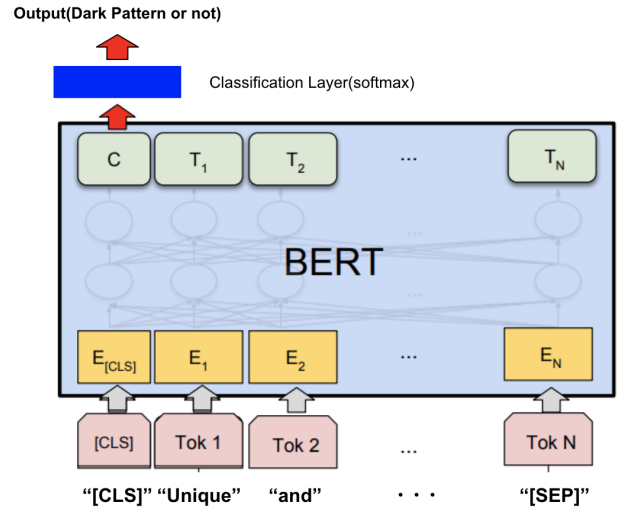 Output(Dark Pattern or not)
Classification Layer(softmax)
C T1 T2 ... TN
...
BERT
...
E[CLS] E1 E2 ... EN
[CLS] Tok 1 Tok 2 ... Tok N
“[CLS]” “Unique” “and” · · · “[SEP]”